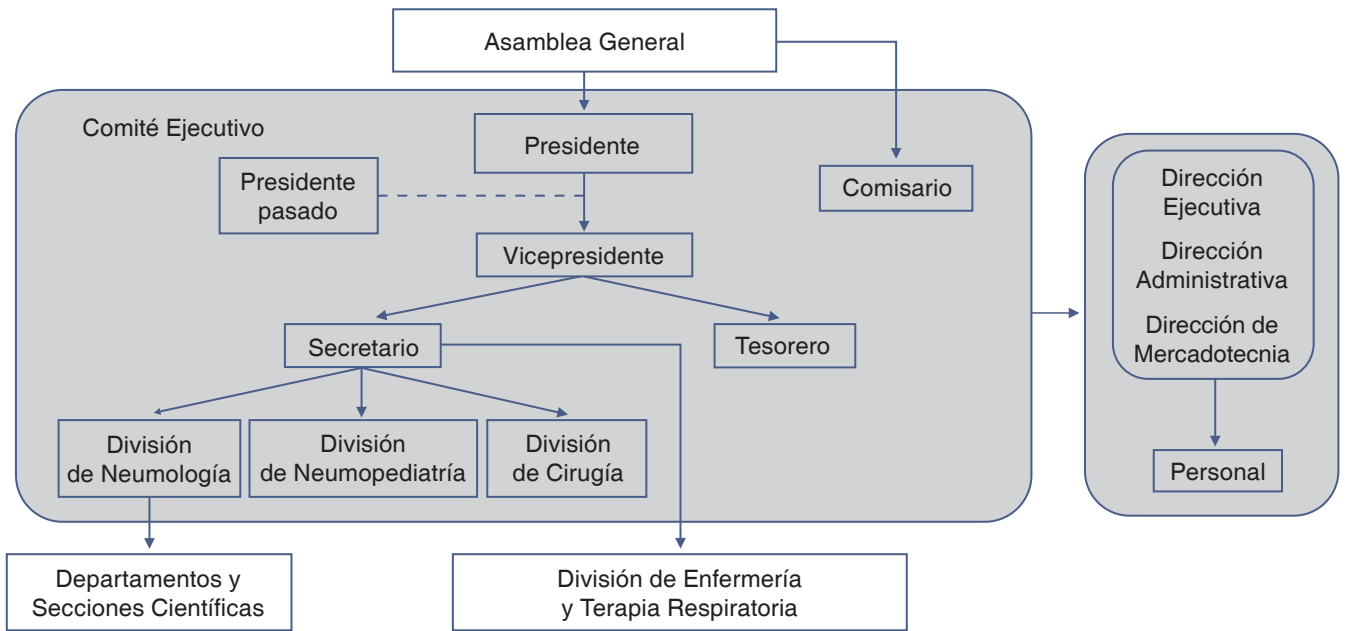 Asamblea General
Comité Ejecutivo
Presidente
Presidente
pasado
Comisario
Vicepresidente
Secretario
Tesorero
División
de Neumología
División
de Neumopediatría
División
de Cirugía
Departamentos y
Secciones Científicas
División de Enfermería
y Terapia Respiratoria
Dirección
Ejecutiva
Dirección
Administrativa
Dirección de
Mercadotecnia
Personal